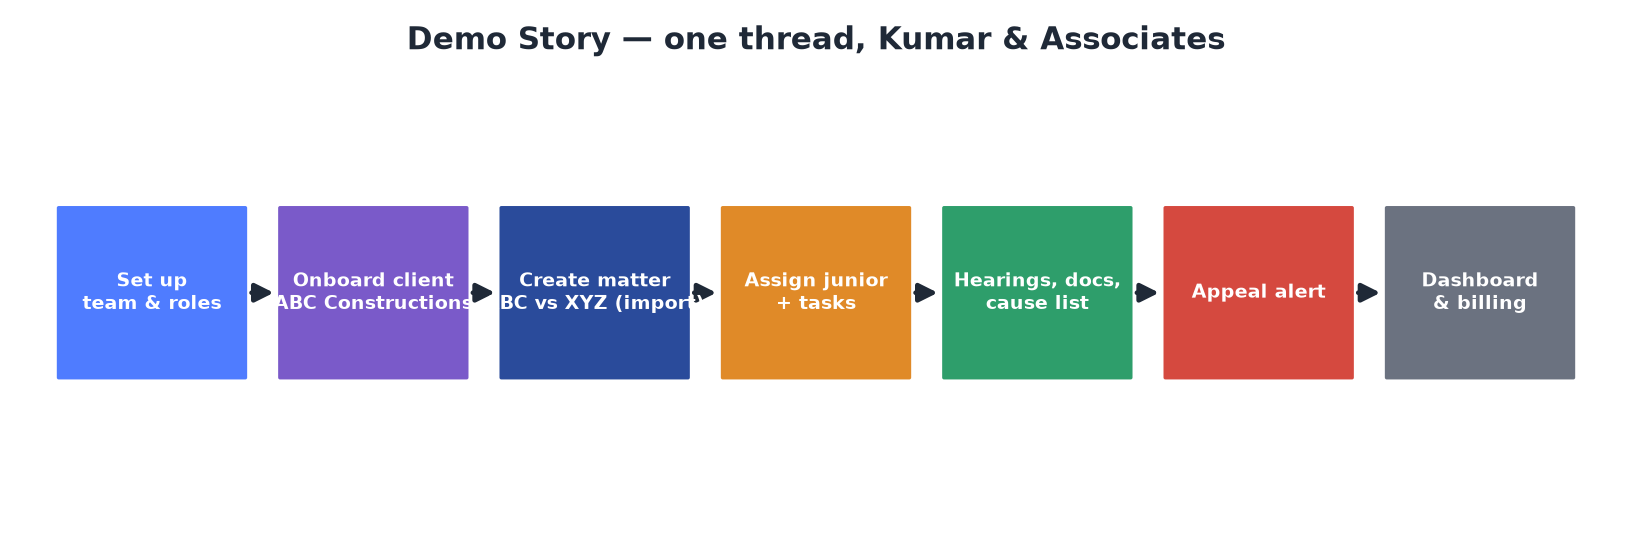 Demo Story — one thread, Kumar & Associates
Set up
team & roles
Onboard client
ABC Constructions
Create matter
BC vs XYZ (import)
Assign junior
+ tasks
Hearings, docs,
cause list
Appeal alert
Dashboard
& billing